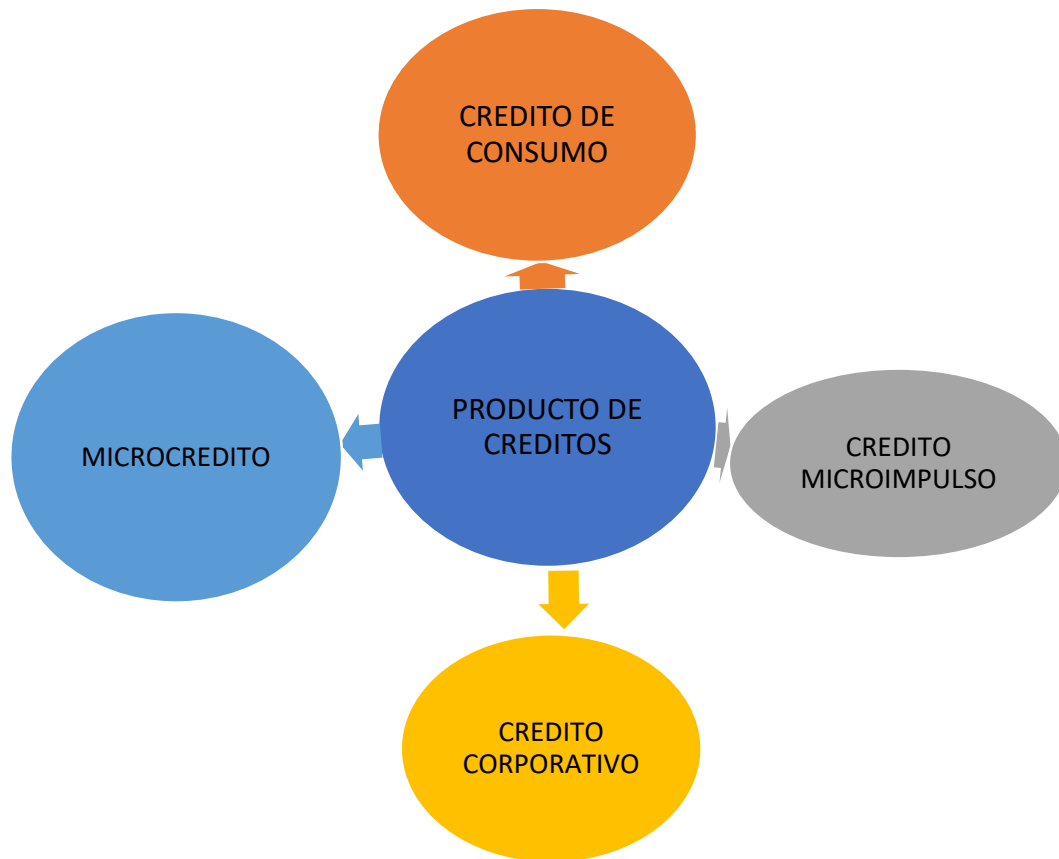 CREDITO DE
CONSUMO
PRODUCTO DE
CREDITOS
MICROCREDITO
CREDITO
MICROIMPULSO
CREDITO
CORPORATIVO